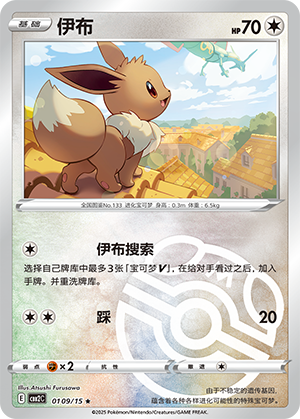 基础 伊布 HP70
全国图鉴No.133 进化宝可梦 身高：0.3m 体重：6.5kg
伊布搜索
选择自己牌库中最多3张「宝可梦V」，在给对手看过之后，加入
手牌。并重洗牌库。
踩 20
弱点 ×2 抵抗力 撤退
Illus.Atsushi Furusawa
E CBB2C 0109/15 ★
由于不稳定的遗传基因，
蕴含着各种各样进化可能性的特殊宝可梦。
©2025 Pokémon/Nintendo/Creatures/GAME FREAK.